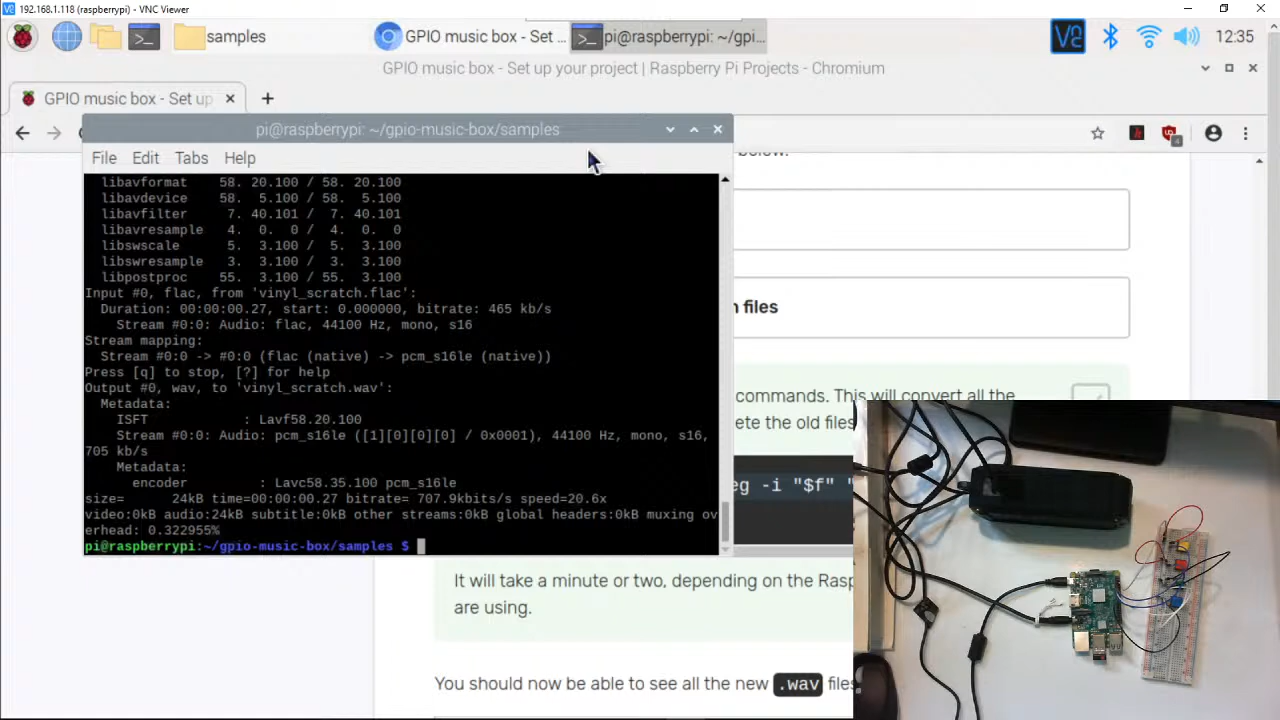 192.168.1.118 (raspberrypi) - VNC Viewer
samples
GPIO music box - Set ...
pi@raspberrypi: ~/gpi...
12:35
GPIO music box - Set up your project | Raspberry Pi Projects - Chromium
GPIO music box - Set up
pi@raspberrypi: ~/gpio-music-box/samples
File Edit Tabs Help
below.
libavformat 58. 20.100 / 58. 20.100
libavdevice 58. 5.100 / 58. 5.100
libavfilter 7. 40.101 / 7. 40.101
libavresample 4. 0. 0 / 4. 0. 0
libswscale 5. 3.100 / 5. 3.100
libswresample 3. 3.100 / 3. 3.100
libpostproc 55. 3.100 / 55. 3.100
Input #0, flac, from 'vinyl_scratch.flac':
Duration: 00:00:00.27, start: 0.000000, bitrate: 465 kb/s
Stream #0:0: Audio: flac, 44100 Hz, mono, s16
Stream mapping:
Stream #0:0 -> #0:0 (flac (native) -> pcm_s16le (native))
Press [q] to stop, [?] for help
Output #0, wav, to 'vinyl_scratch.wav':
Metadata:
ISFT : Lavf58.20.100
Stream #0:0: Audio: pcm_s16le ([1][0][0][0] / 0x0001), 44100 Hz, mono, s16,
705 kb/s
Metadata:
encoder : Lavc58.35.100 pcm_s16le
size= 24kB time=00:00:00.27 bitrate= 707.9kbits/s speed=20.6x
video:0kB audio:24kB subtitle:0kB other streams:0kB global headers:0kB muxing ov
erhead: 0.322955%
pi@raspberrypi:~/gpio-music-box/samples $
files
commands. This will convert all the
ete the old files
eg -i "$f" "
It will take a minute or two, depending on the Rasp
are using.
You should now be able to see all the new .wav files